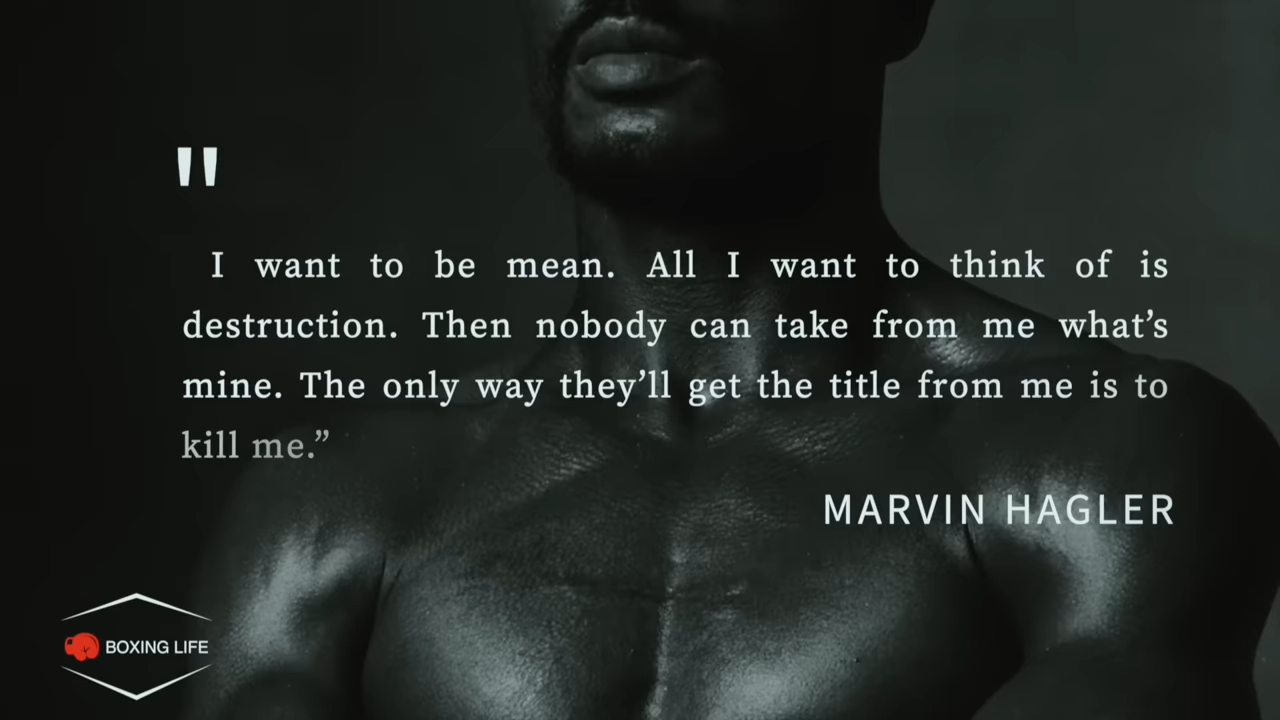 "
I want to be mean. All I want to think of is
destruction. Then nobody can take from me what’s
mine. The only way they’ll get the title from me is to
kill me.”
MARVIN HAGLER
BOXING LIFE